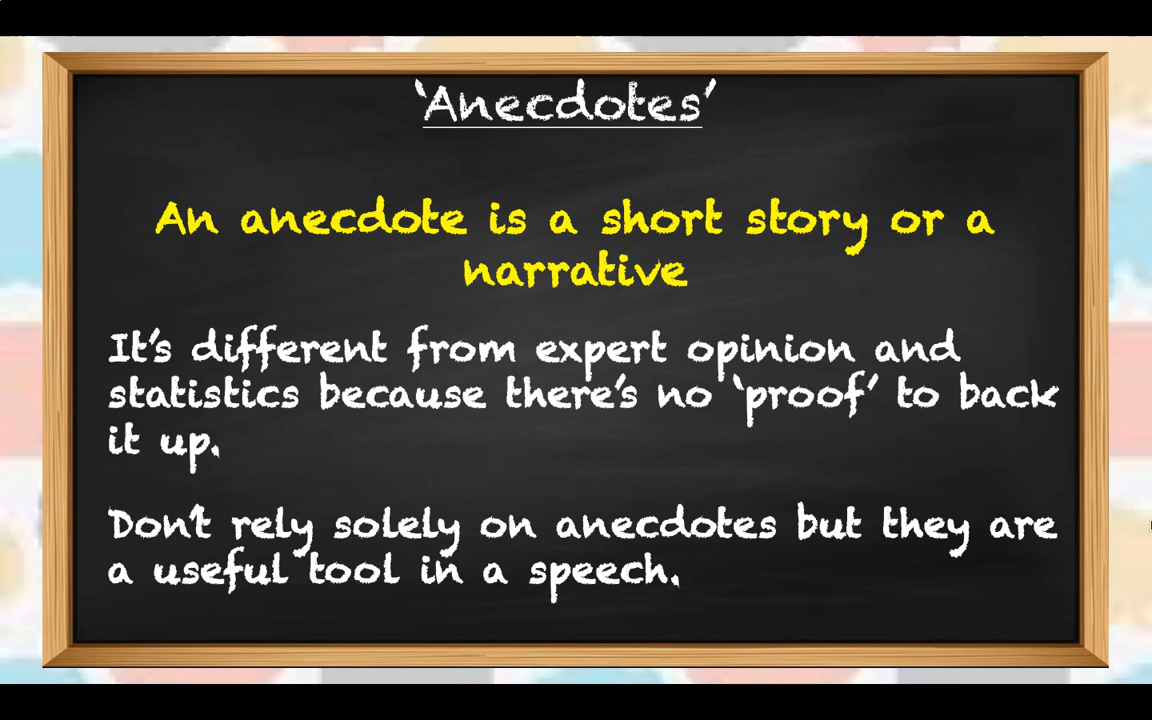 ‘Anecdotes’
An anecdote is a short story or a
narrative
It’s different from expert opinion and
statistics because there’s no ‘proof’ to back
it up.
Don’t rely solely on anecdotes but they are
a useful tool in a speech.